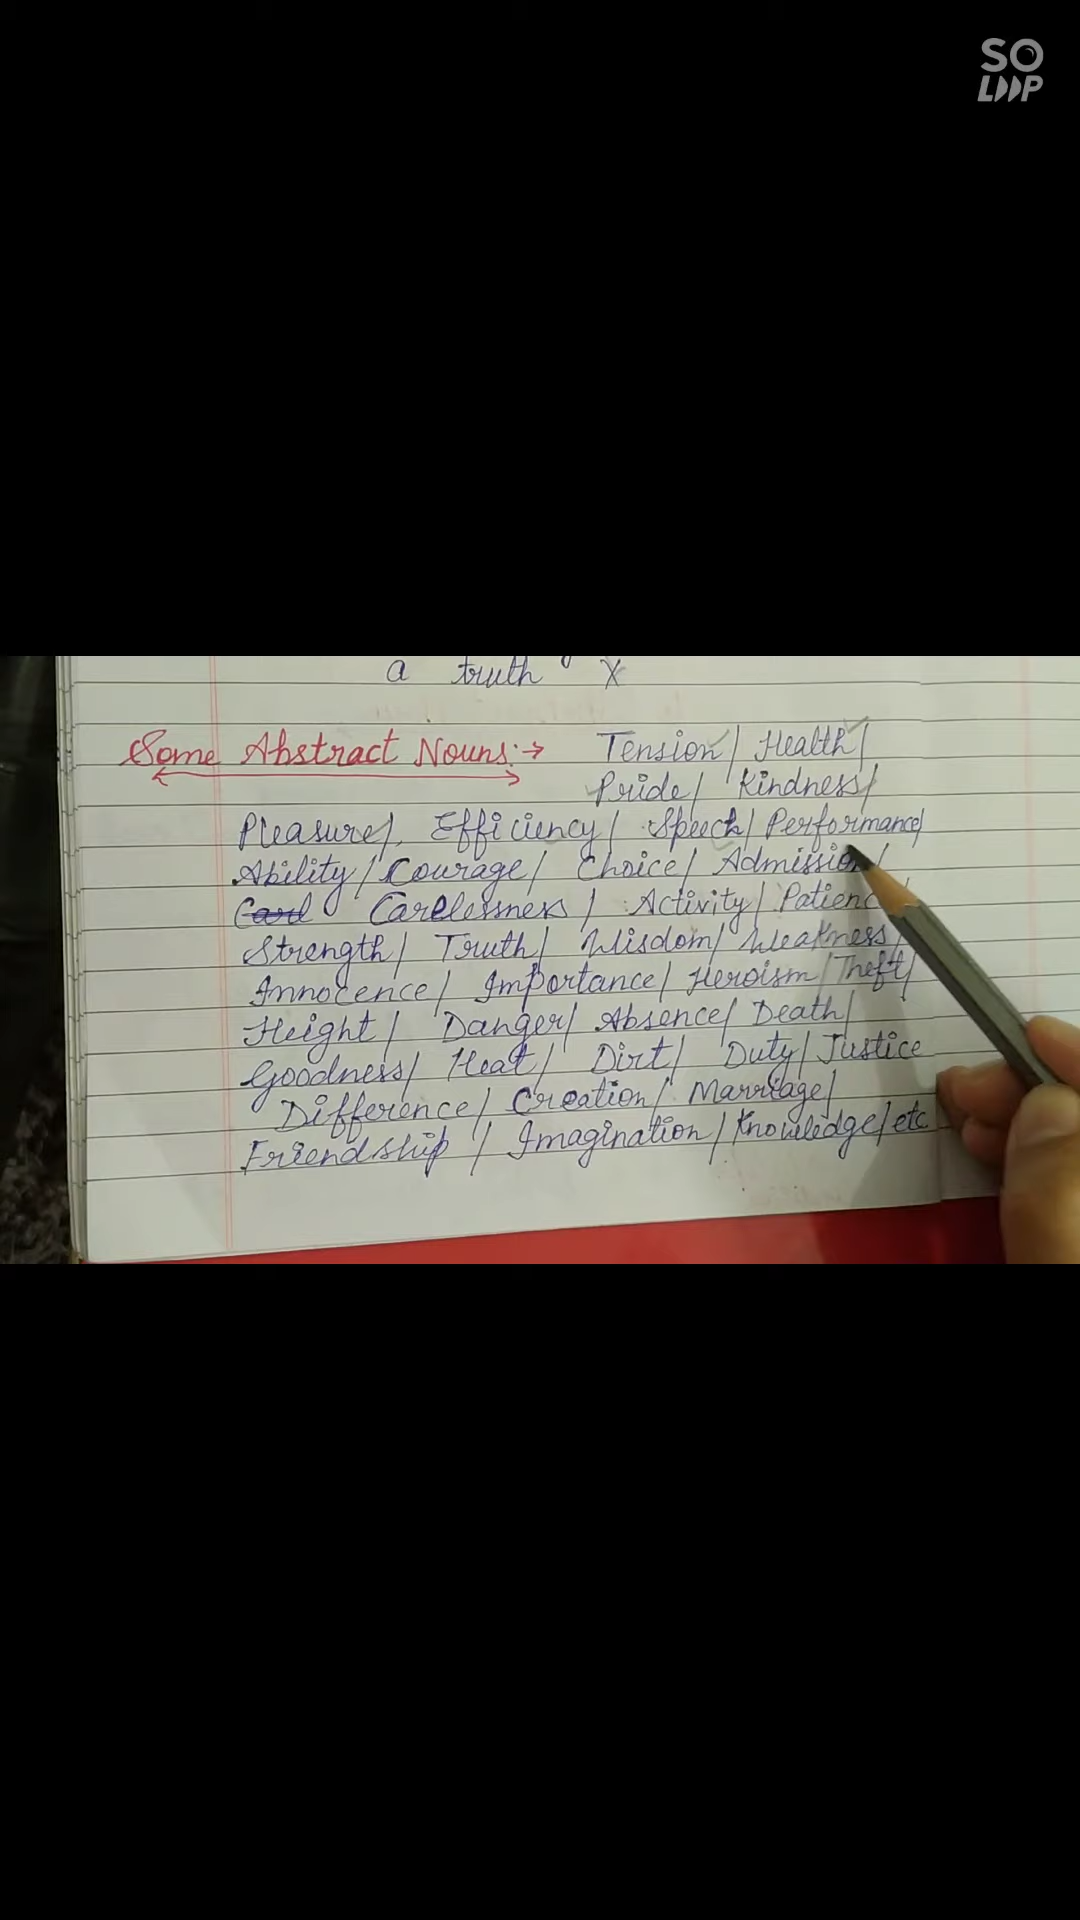 SO
LOOP
a truth X
Some Abstract Nouns:→ Tension/ Health/
Pride/ Kindness/
Pleasure/, Efficiency/ Speech/ Performance/
Ability/ Courage/ Choice/ Admission/
Carelessness / Activity/ Patienc
Strength/ Truth/ Wisdom/ Weakness/
Innocence/ Importance/ Heroism/ Theft/
Height/ Danger/ Absence/ Death/
Goodness/ Heat/ Dirt/ Duty/ Justice
Difference/ Creation/ Marriage/
Friendship / Imagination/ Knowledge/ etc